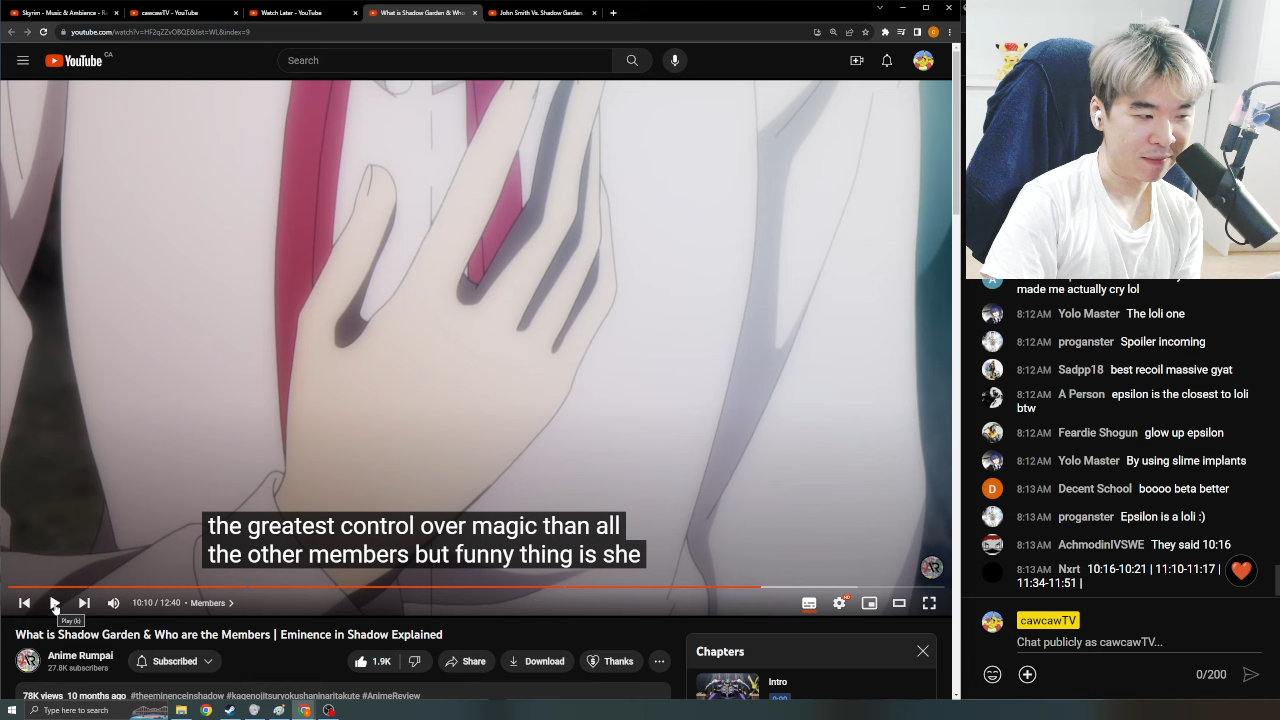 Skyrim - Music & Ambience - R
cawcawTV - YouTube
Watch Later - YouTube
What is Shadow Garden & Who
John Smith Vs. Shadow Garden
youtube.com/watch?v=HF2qZZvOBQE&list=WL&index=9
YouTube CA
Search
the greatest control over magic than all
the other members but funny thing is she
10:10 / 12:40 • Members
Play (k)
What is Shadow Garden & Who are the Members | Eminence in Shadow Explained
Anime Rumpai
27.8K subscribers
Subscribed
1.9K
Share
Download
Thanks
78K views 10 months ago #theeminenceinshadow #kagenojitsuryokushaninaritakute #AnimeReview
Chapters
Intro
0:00
made me actually cry lol
8:12 AM Yolo Master The loli one
8:12 AM proganster Spoiler incoming
8:12 AM Sadpp18 best recoil massive gyat
8:12 AM A Person epsilon is the closest to loli
btw
8:12 AM Feardie Shogun glow up epsilon
8:12 AM Yolo Master By using slime implants
8:13 AM Decent School boooo beta better
8:13 AM proganster Epsilon is a loli :)
8:13 AM AchmodinIVSWE They said 10:16
8:13 AM Nxrt 10:16-10:21 | 11:10-11:17 |
11:34-11:51 |
cawcawTV
Chat publicly as cawcawTV...
0/200
Type here to search